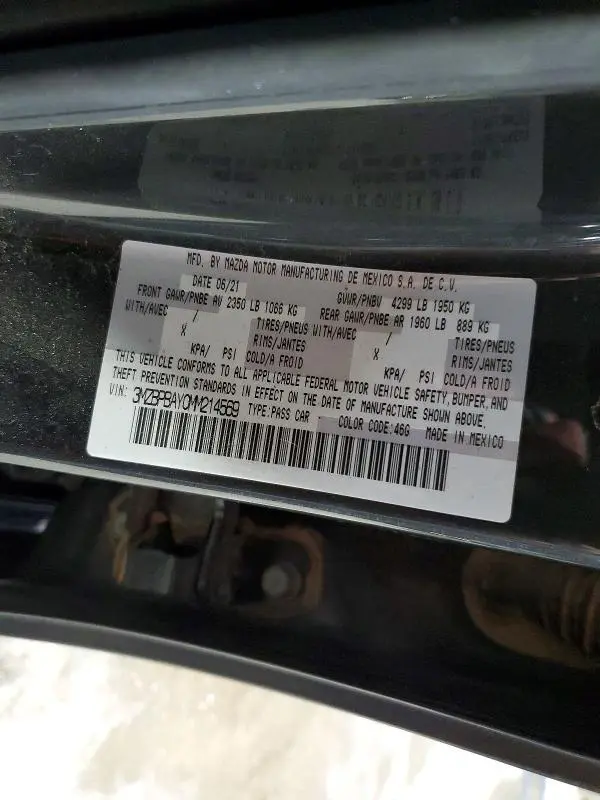 MFD. BY MAZDA MOTOR MANUFACTURING DE MEXICO S.A. DE C.V.
DATE 06/21 GVWR/PNBV 4299 LB 1950 KG
FRONT GAWR/PNBE AV 2350 LB 1066 KG REAR GAWR/PNBE AR 1960 LB 889 KG
WITH/AVEC / TIRES/PNEUS WITH/AVEC / TIRES/PNEUS
X RIMS/JANTES X RIMS/JANTES
KPA/ PSI COLD/A FROID KPA/ PSI COLD/A FROID
THIS VEHICLE CONFORMS TO ALL APPLICABLE FEDERAL MOTOR VEHICLE SAFETY, BUMPER, AND
THEFT PREVENTION STANDARDS IN EFFECT ON THE DATE OF MANUFACTURE SHOWN ABOVE.
VIN: 3MZBPBAY0MM214569 TYPE:PASS CAR COLOR CODE:46G MADE IN MEXICO